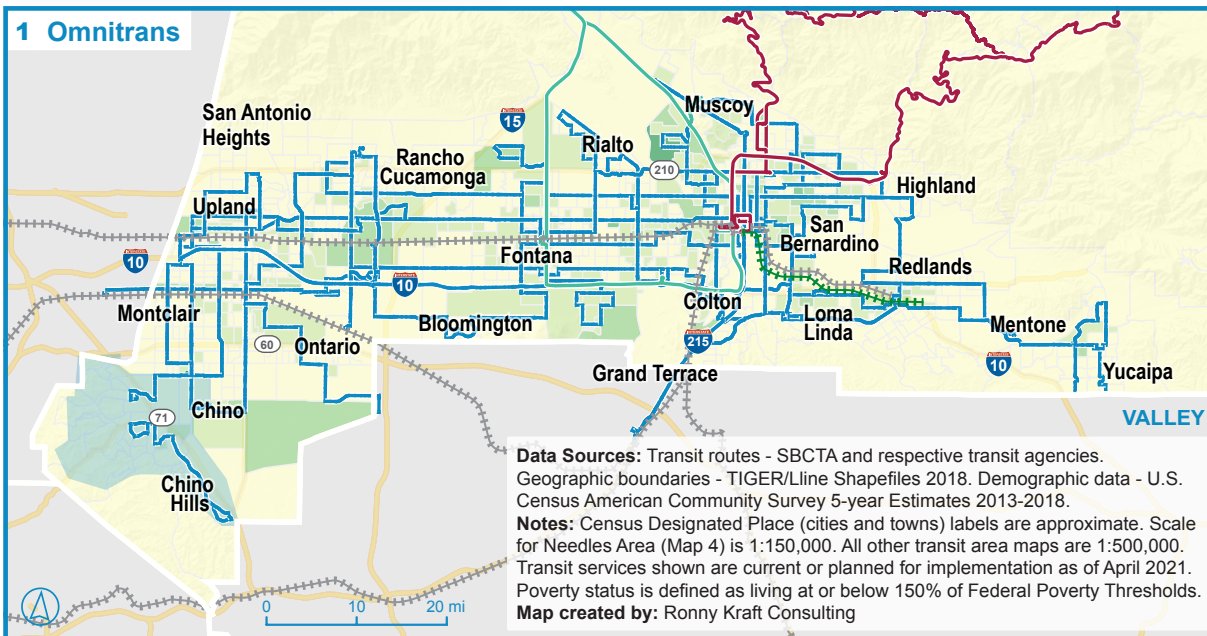 1 Omnitrans
San Antonio
Heights
15
Muscoy
Rialto
Rancho
Cucamonga
210
Highland
Upland
San
Bernardino
10
Fontana
Redlands
10
Montclair
Colton
Loma
Linda
Bloomington
Mentone
60
Ontario
215
10
Grand Terrace
Yucaipa
Chino
71
VALLEY
Chino
Hills
Data Sources: Transit routes - SBCTA and respective transit agencies.
Geographic boundaries - TIGER/Lline Shapefiles 2018. Demographic data - U.S.
Census American Community Survey 5-year Estimates 2013-2018.
Notes: Census Designated Place (cities and towns) labels are approximate. Scale
for Needles Area (Map 4) is 1:150,000. All other transit area maps are 1:500,000.
Transit services shown are current or planned for implementation as of April 2021.
Poverty status is defined as living at or below 150% of Federal Poverty Thresholds.
Map created by: Ronny Kraft Consulting
0 10 20 mi